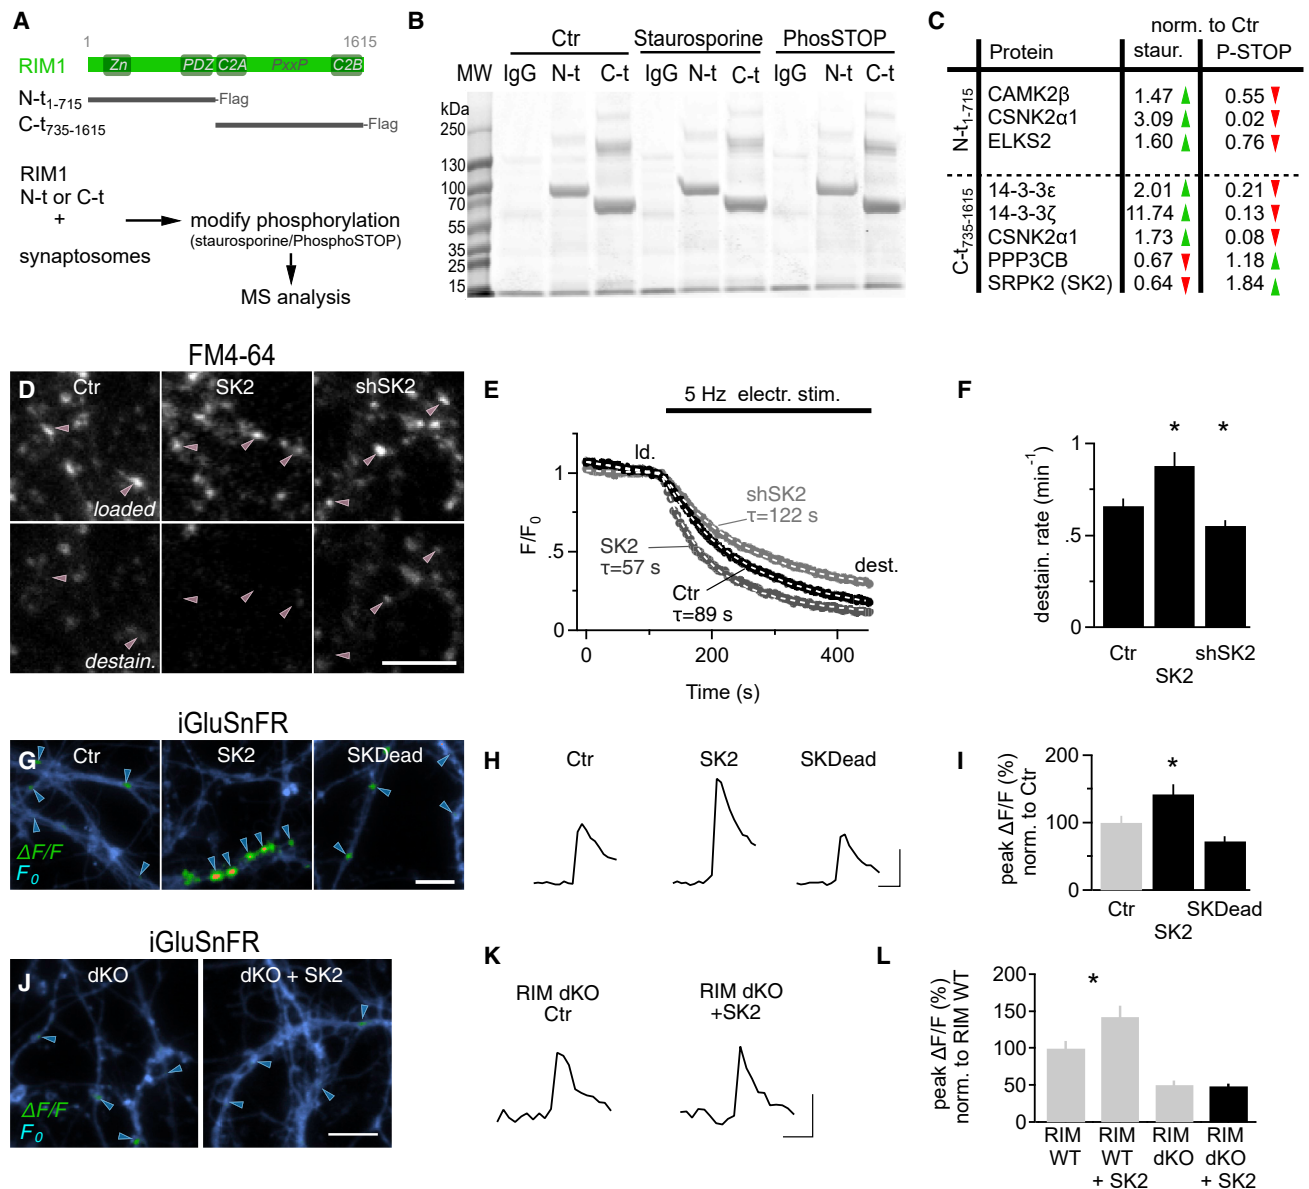 A
1 1615
RIM1 Zn PDZ C2A PxxP C2B
N-t1-715 -Flag
C-t735-1615 -Flag
RIM1
N-t or C-t
+
synaptosomes
modify phosphorylation
(staurosporine/PhosphoSTOP)
MS analysis
B
Ctr Staurosporine PhosSTOP
MW IgG N-t C-t IgG N-t C-t IgG N-t C-t
kDa
250
130
100
70
55
35
25
15
C
norm. to Ctr
Protein staur. P-STOP
N-t1-715
CAMK2β 1.47 0.55
CSNK2α1 3.09 0.02
ELKS2 1.60 0.76
C-t735-1615
14-3-3ε 2.01 0.21
14-3-3ζ 11.74 0.13
CSNK2α1 1.73 0.08
PPP3CB 0.67 1.18
SRPK2 (SK2) 0.64 1.84
FM4-64
D Ctr SK2 shSK2
loaded
destain.
E
5 Hz electr. stim.
ld.
shSK2
τ=122 s
SK2
τ=57 s
Ctr
τ=89 s
dest.
F/F0
1
.5
0
0 200 400
Time (s)
F
* *
destain. rate (min-1)
1
.5
0
Ctr SK2 shSK2
iGluSnFR
G Ctr SK2 SKDead
ΔF/F
F0
H
Ctr SK2 SKDead
I
*
peak ΔF/F (%)
norm. to Ctr
200
100
0
Ctr SK2 SKDead
iGluSnFR
J dKO dKO + SK2
ΔF/F
F0
K
RIM dKO
Ctr
RIM dKO
+SK2
L
*
peak ΔF/F (%)
norm. to RIM WT
200
150
100
50
0
RIM WT
RIM WT + SK2
RIM dKO
RIM dKO + SK2